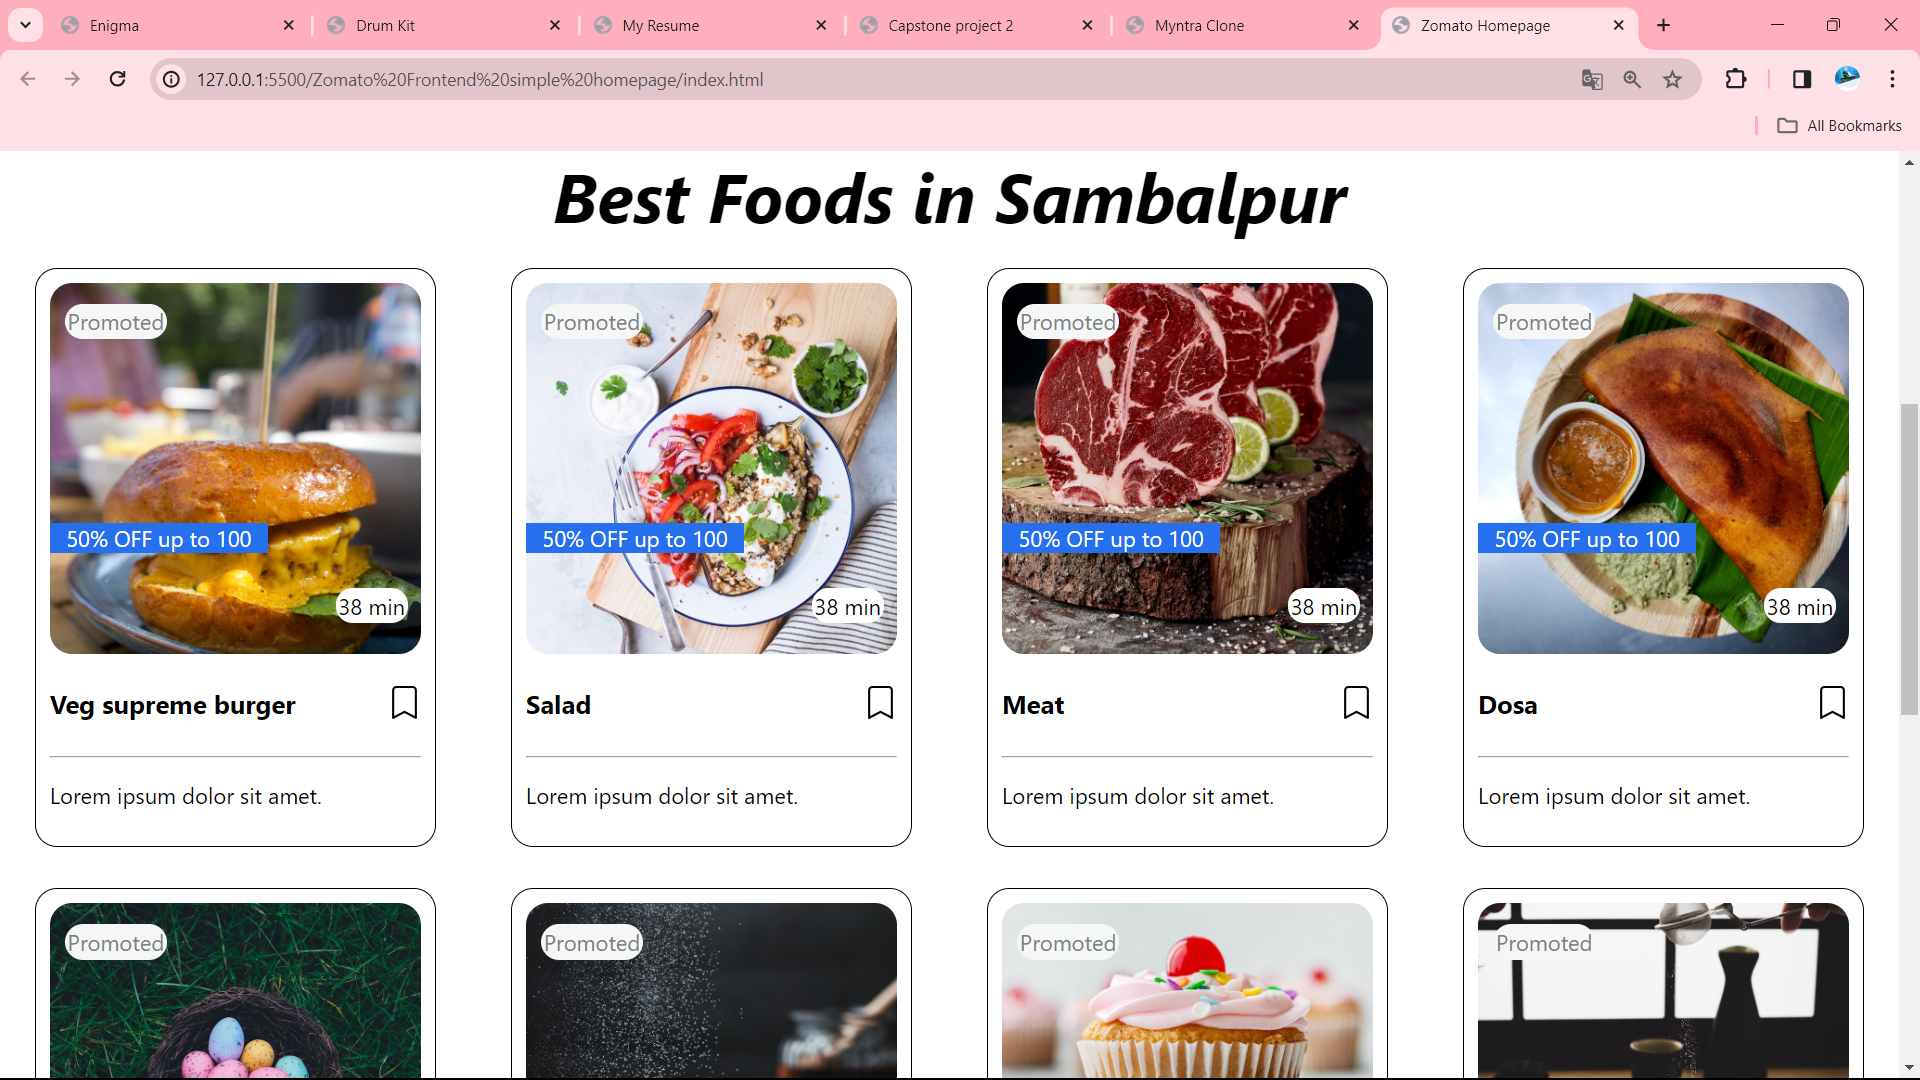 Enigma
Drum Kit
My Resume
Capstone project 2
Myntra Clone
Zomato Homepage
127.0.0.1:5500/Zomato%20Frontend%20simple%20homepage/index.html
All Bookmarks
Best Foods in Sambalpur
Promoted
50% OFF up to 100
38 min
Veg supreme burger
Lorem ipsum dolor sit amet.
Promoted
50% OFF up to 100
38 min
Salad
Lorem ipsum dolor sit amet.
Promoted
50% OFF up to 100
38 min
Meat
Lorem ipsum dolor sit amet.
Promoted
50% OFF up to 100
38 min
Dosa
Lorem ipsum dolor sit amet.
Promoted
Promoted
Promoted
Promoted